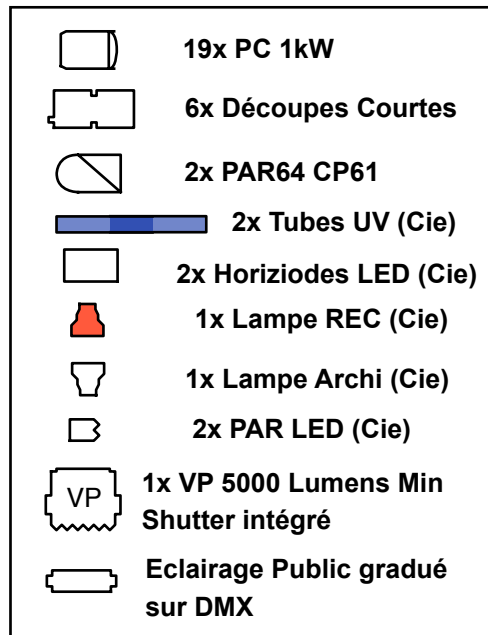 19x PC 1kW
6x Découpes Courtes
2x PAR64 CP61
2x Tubes UV (Cie)
2x Horiziodes LED (Cie)
1x Lampe REC (Cie)
1x Lampe Archi (Cie)
2x PAR LED (Cie)
VP
1x VP 5000 Lumens Min
Shutter intégré
Eclairage Public gradué
sur DMX